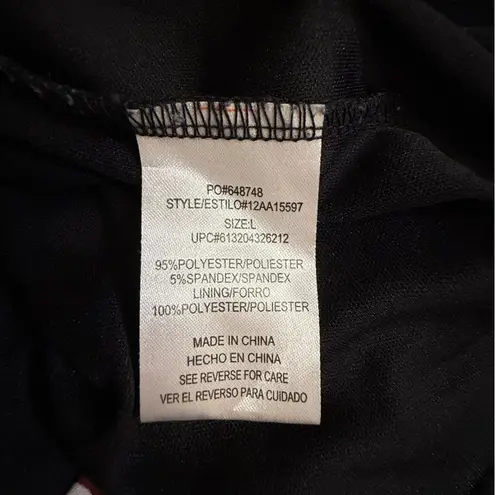 PO#648748
STYLE/ESTILO#12AA15597
SIZE:L
UPC#613204326212
95%POLYESTER/POLIESTER
5%SPANDEX/SPANDEX
LINING/FORRO
100%POLYESTER/POLIESTER
MADE IN CHINA
HECHO EN CHINA
SEE REVERSE FOR CARE
VER EL REVERSO PARA CUIDADO